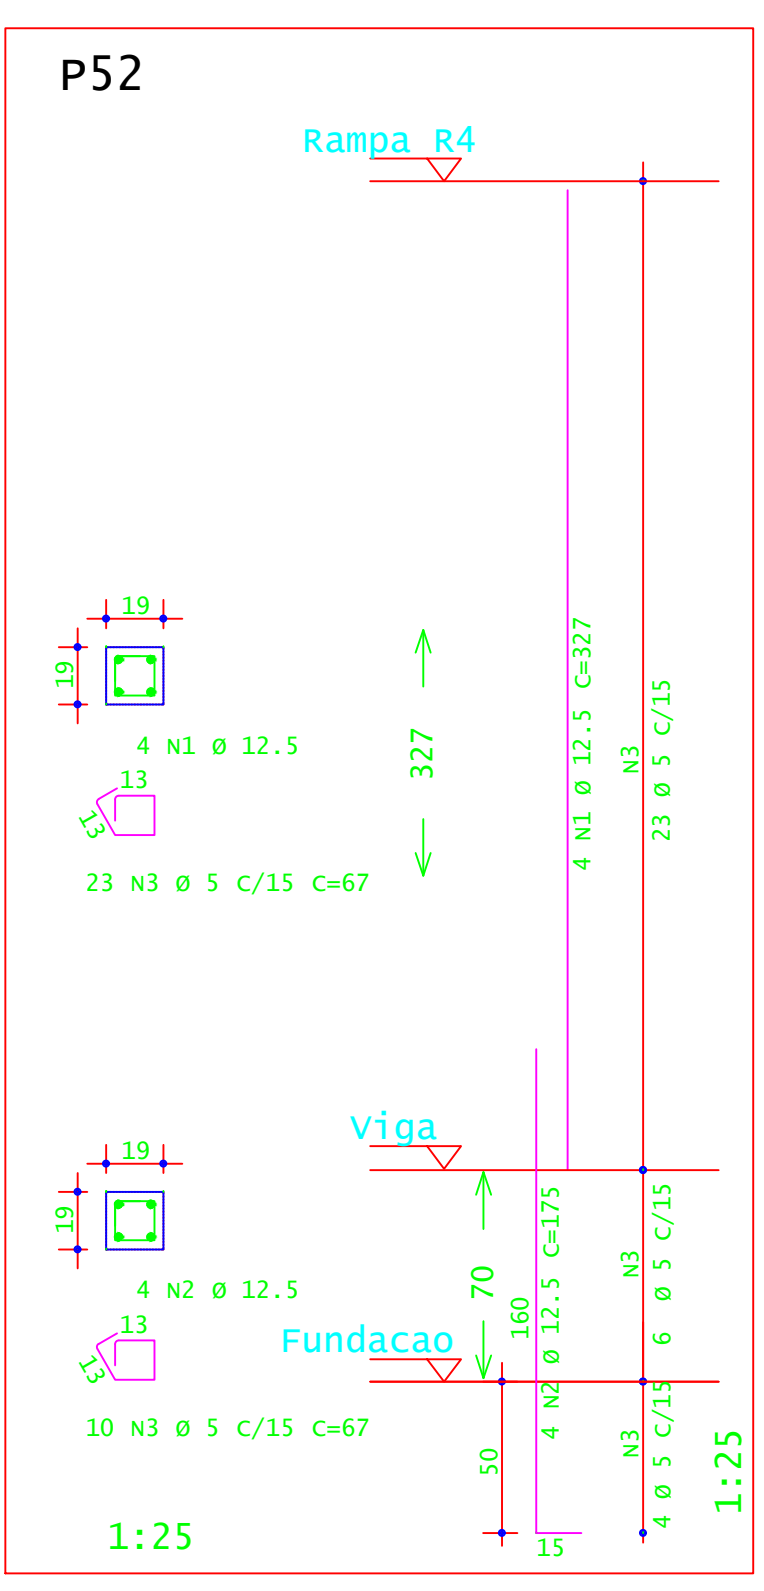 P52
Rampa R4
19
19
4 N1 Ø 12.5
13
13
23 N3 Ø 5 C/15 C=67
327
4 N1 Ø 12.5 C=327
N3
23 Ø 5 C/15
Viga
19
19
4 N2 Ø 12.5
13
13
10 N3 Ø 5 C/15 C=67
70
160
4 N2 Ø 12.5 C=175
N3
6 Ø 5 C/15
Fundacao
50
15
N3
4 Ø 5 C/15
1:25
1:25